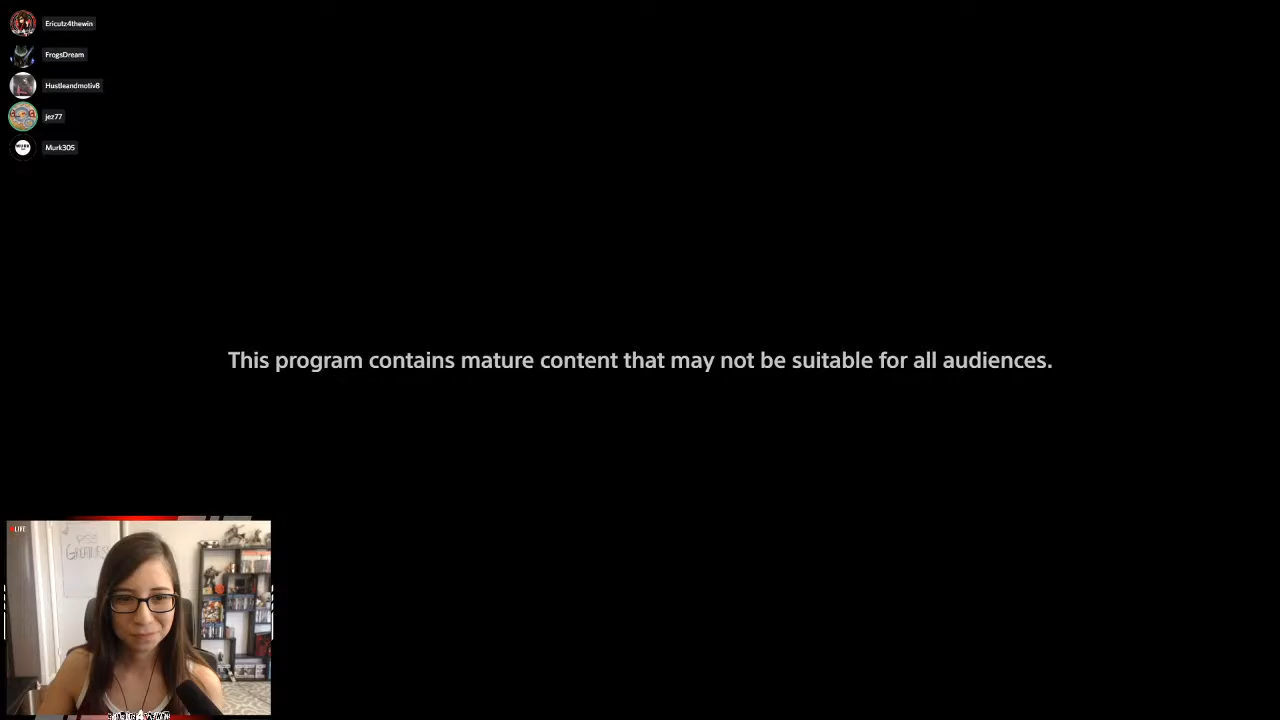 Ericutz4thewin
FrogsDream
Hustleandmotiv8
jez77
Murk305
This program contains mature content that may not be suitable for all audiences.
LIVE
PS3